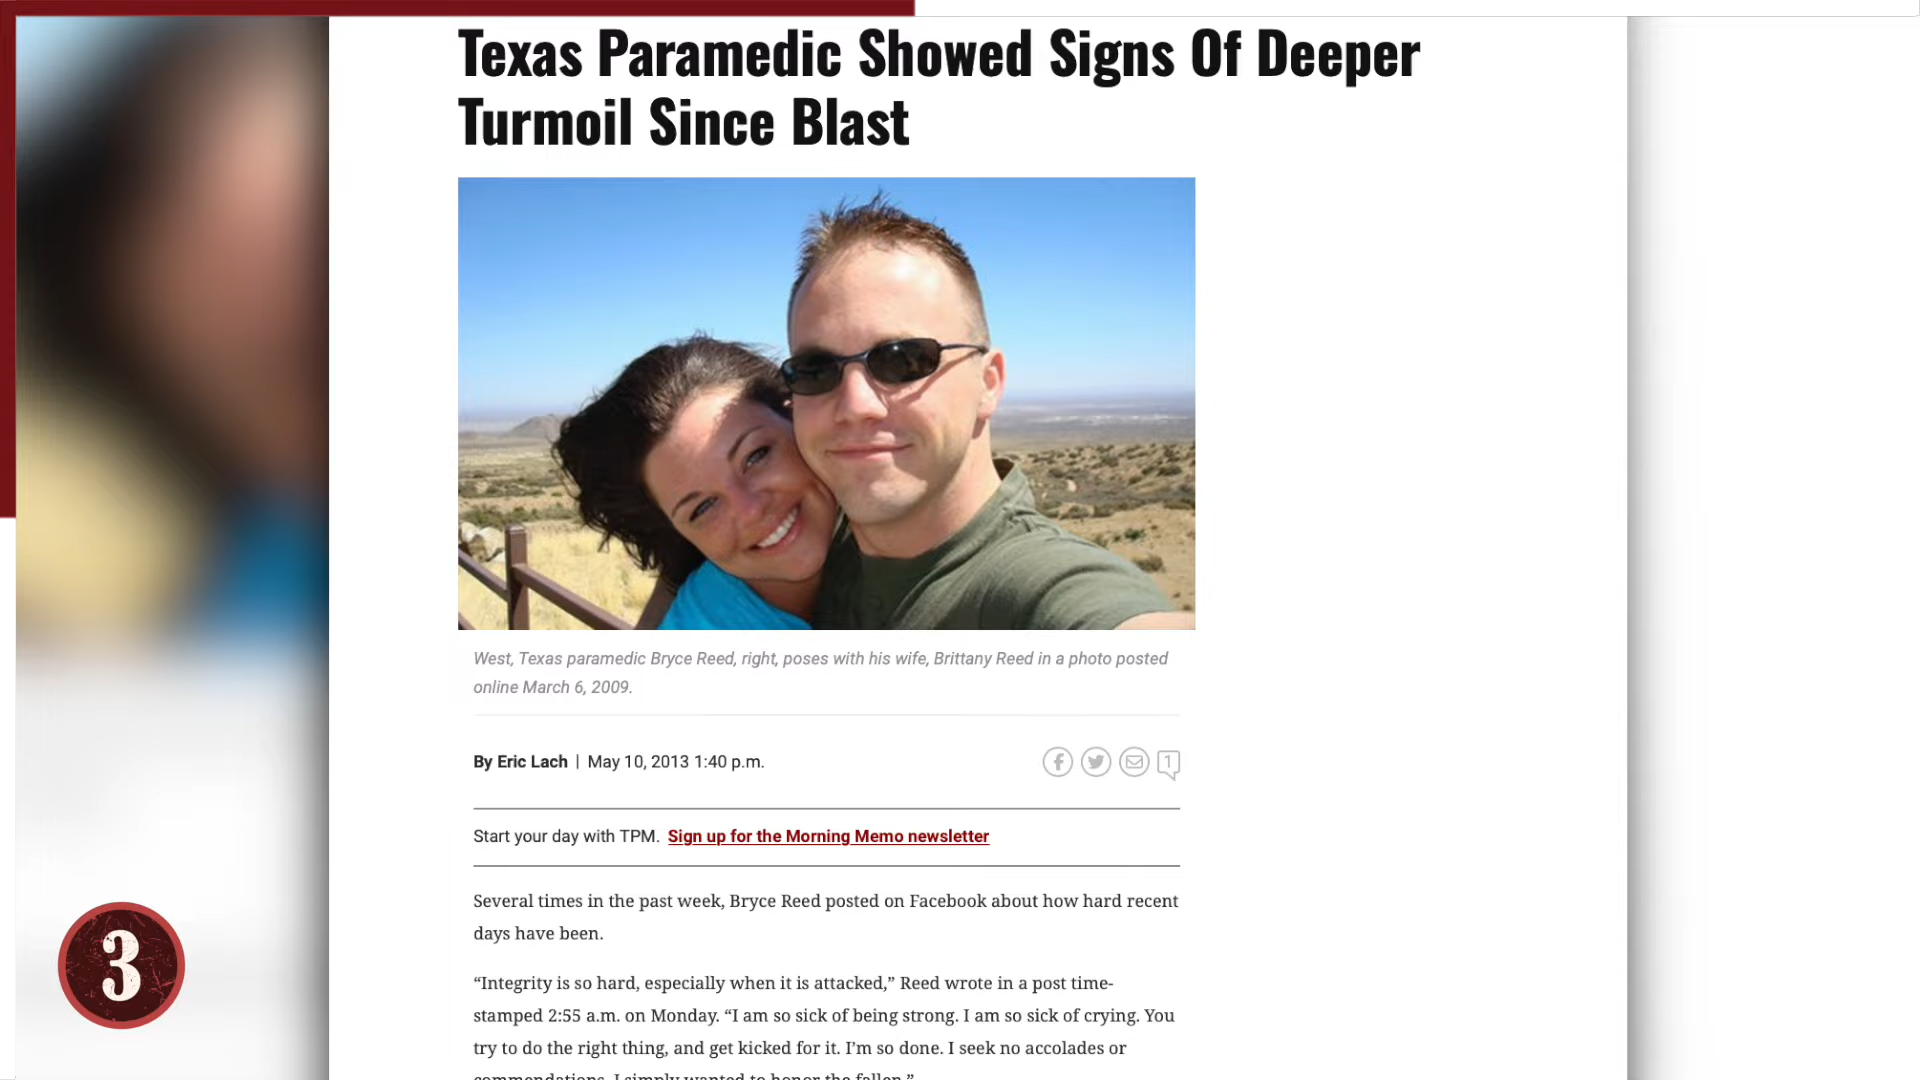 Texas Paramedic Showed Signs Of Deeper
Turmoil Since Blast
West, Texas paramedic Bryce Reed, right, poses with his wife, Brittany Reed in a photo posted
online March 6, 2009.
By Eric Lach | May 10, 2013 1:40 p.m.
1
Start your day with TPM. Sign up for the Morning Memo newsletter
Several times in the past week, Bryce Reed posted on Facebook about how hard recent
days have been.
“Integrity is so hard, especially when it is attacked,” Reed wrote in a post time-
stamped 2:55 a.m. on Monday. “I am so sick of being strong. I am so sick of crying. You
try to do the right thing, and get kicked for it. I’m so done. I seek no accolades or
commendations. I simply wanted to honor the fallen.”
3